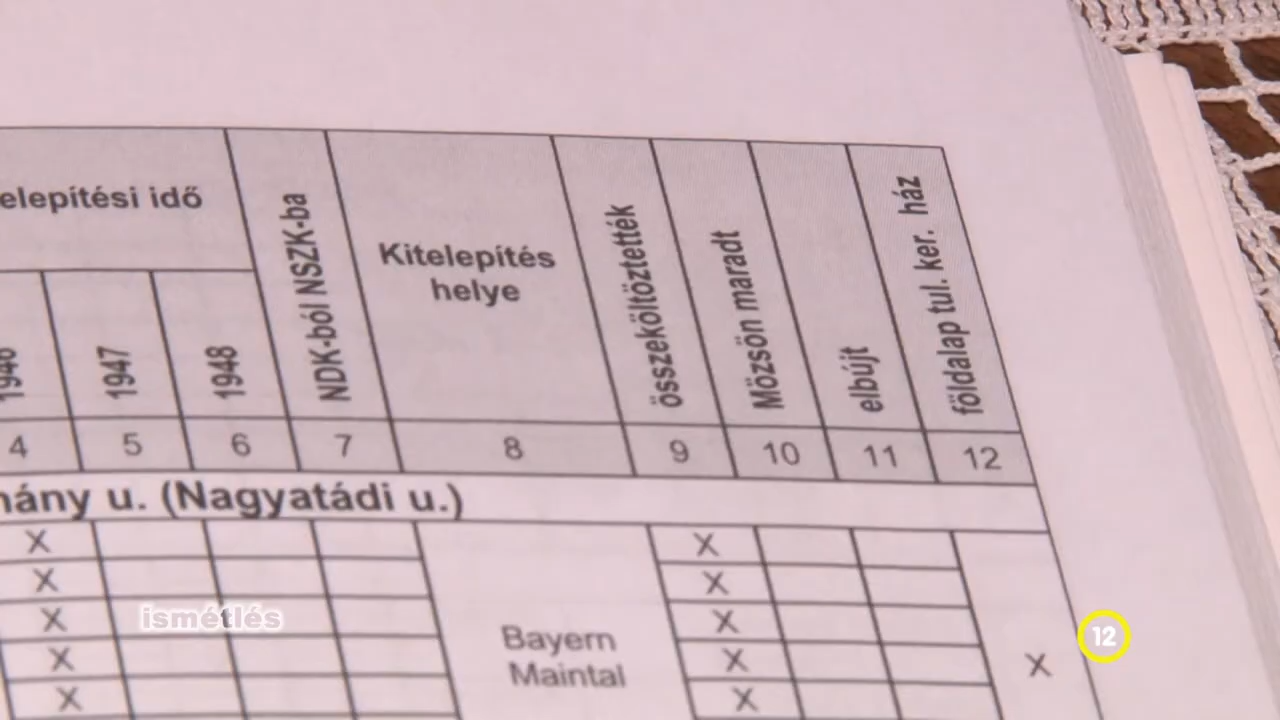 elepítési idő
1946
1947
1948
NDK-ból NSZK-ba
Kitelepítés
helye
összeköltöztették
Mözsön maradt
elbújt
földalap tul. ker. ház
4 5 6 7 8 9 10 11 12
hány u. (Nagyatádi u.)
X X
X X
X X
X X
X X
Bayern
Maintal
X
ismétlés
12